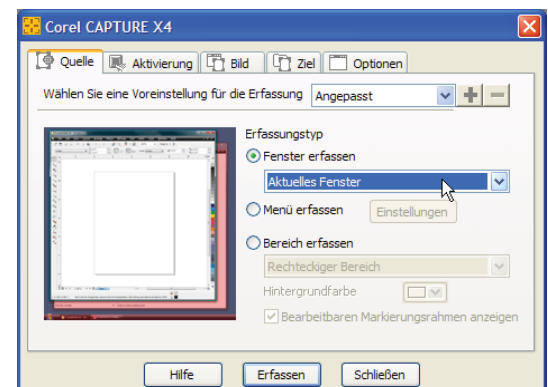 Corel CAPTURE X4
Quelle Aktivierung Bild Ziel Optionen
Wählen Sie eine Voreinstellung für die Erfassung Angepasst
Erfassungstyp
Fenster erfassen
Aktuelles Fenster
Menü erfassen Einstellungen
Bereich erfassen
Rechteckiger Bereich
Hintergrundfarbe
Bearbeitbaren Markierungsrahmen anzeigen
Hilfe Erfassen Schließen